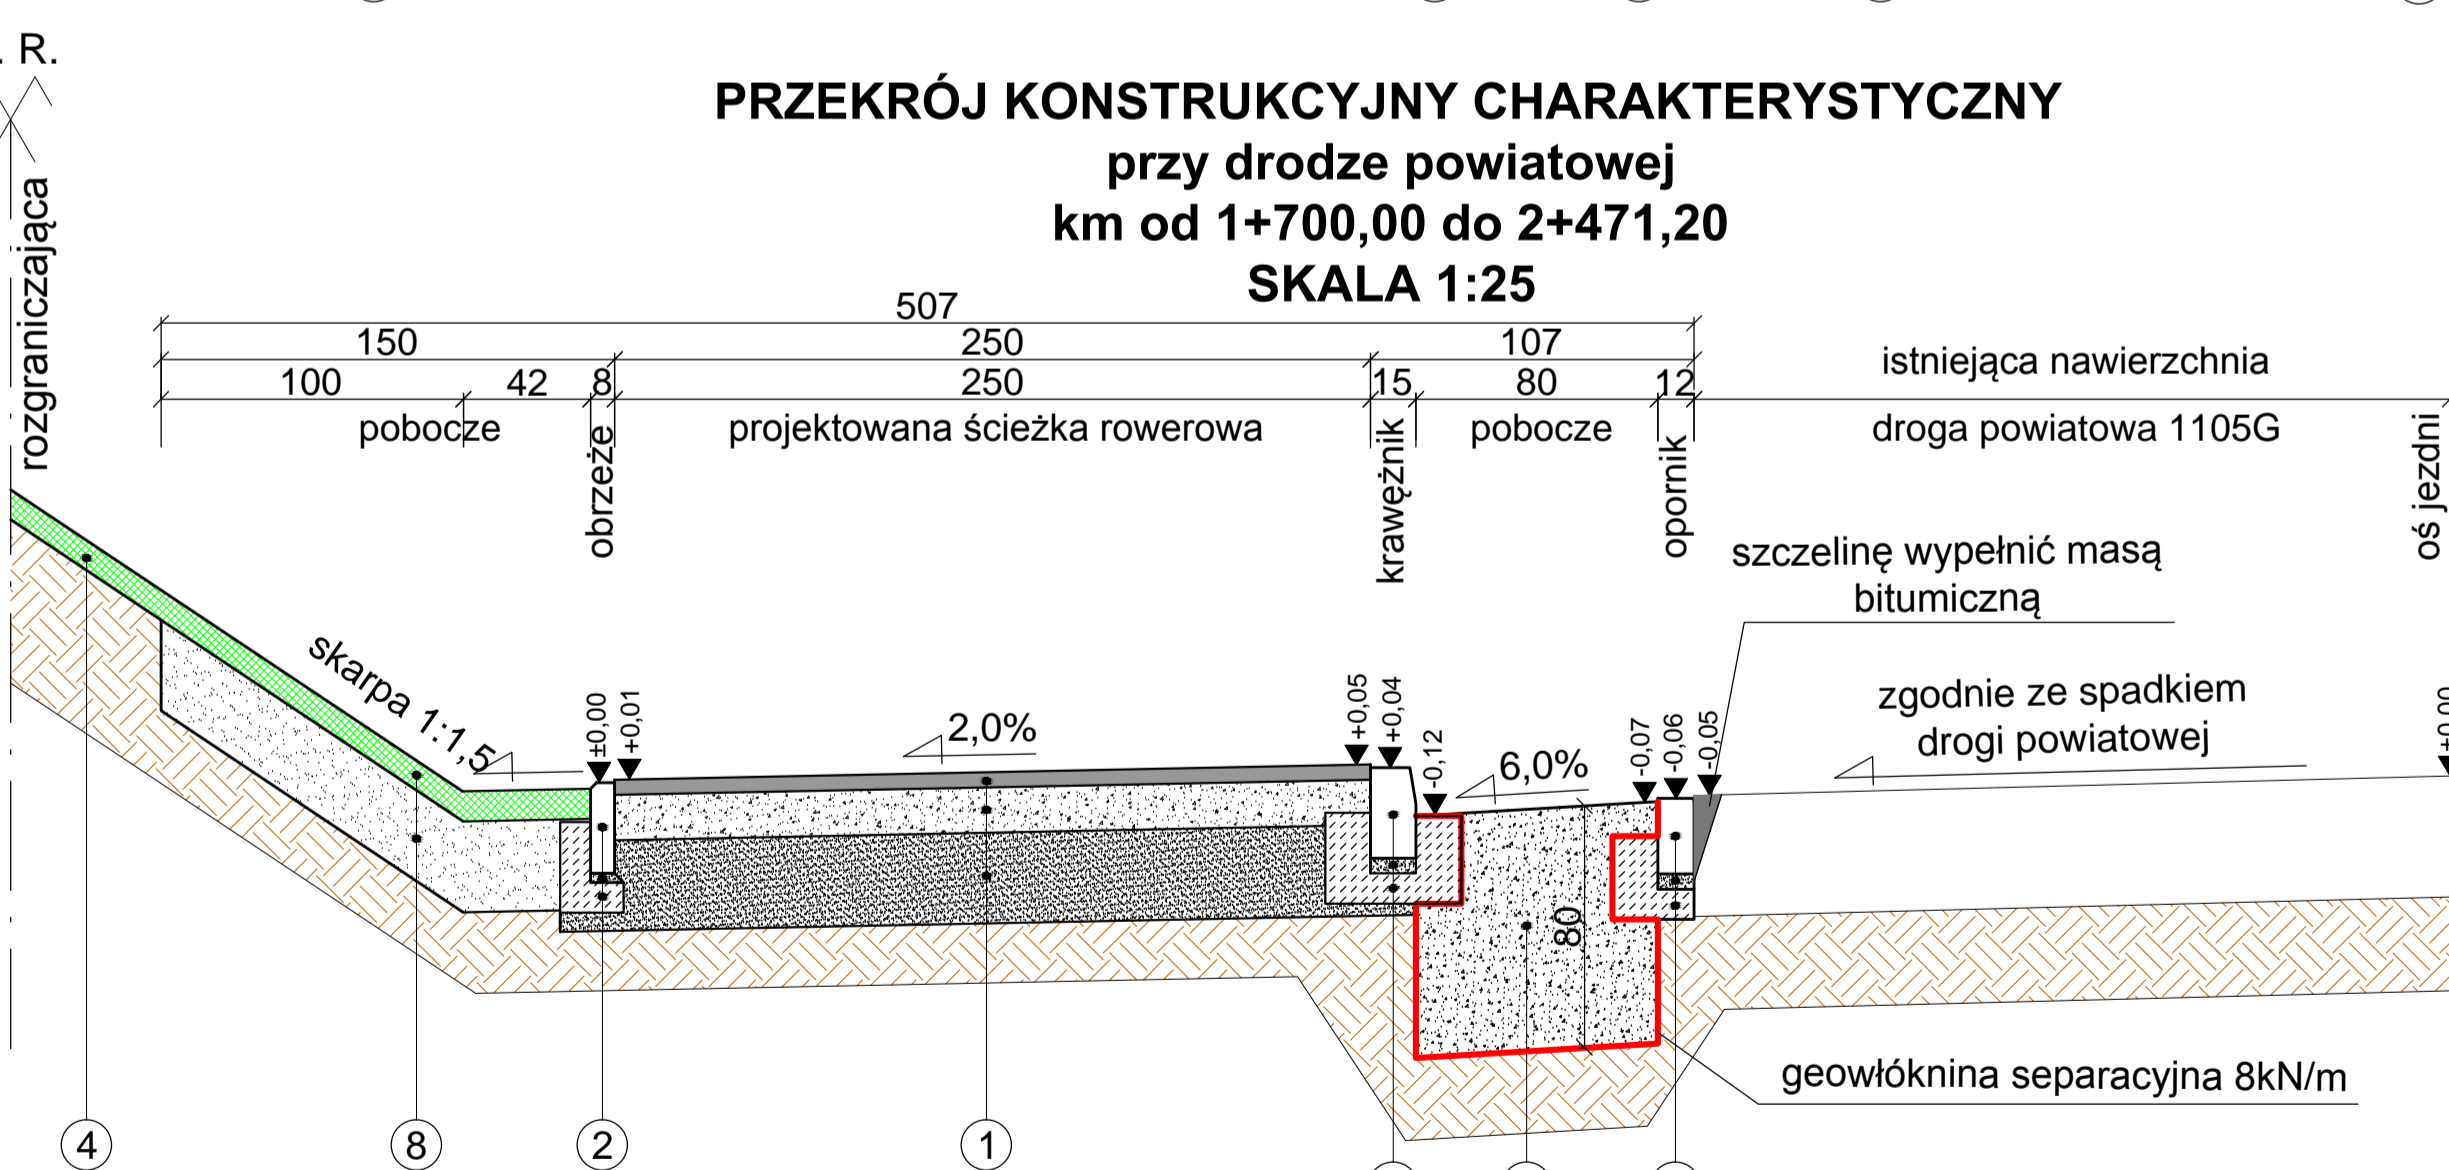 . R.
rozgraniczająca
PRZEKRÓJ KONSTRUKCYJNY CHARAKTERYSTYCZNY
przy drodze powiatowej
km od 1+700,00 do 2+471,20
SKALA 1:25
507
150 250 107
100 42 8 250 15 80 12
istniejąca nawierzchnia
pobocze
obrzeże
projektowana ścieżka rowerowa
krawężnik
pobocze
opornik
droga powiatowa 1105G
oś jezdni
szczelinę wypełnić masą
bitumiczną
skarpa 1:1,5
±0,00
+0,01
2,0%
+0,05
+0,04
-0,12
6,0%
-0,07
-0,06
-0,05
zgodnie ze spadkiem
drogi powiatowej
80
geowłóknina separacyjna 8kN/m
4 8 2 1